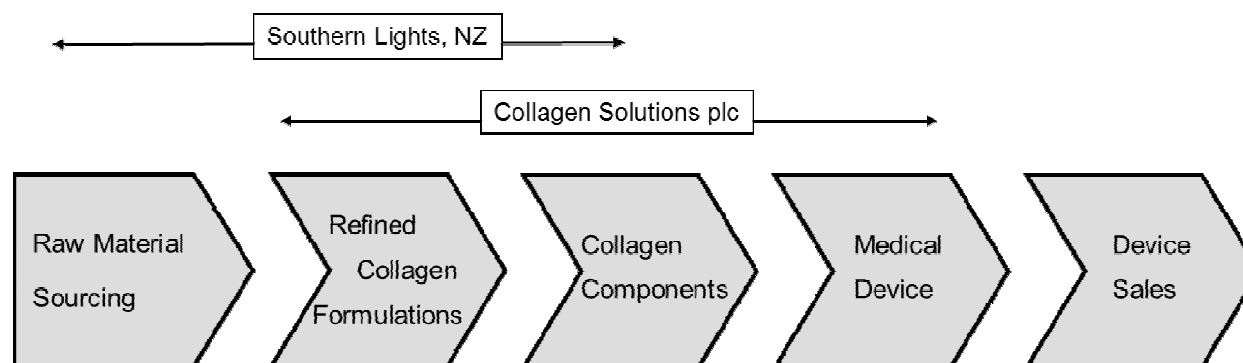 Southern Lights, NZ
Collagen Solutions plc
Raw Material
Sourcing
Refined
Collagen
Formulations
Collagen
Components
Medical
Device
Device
Sales